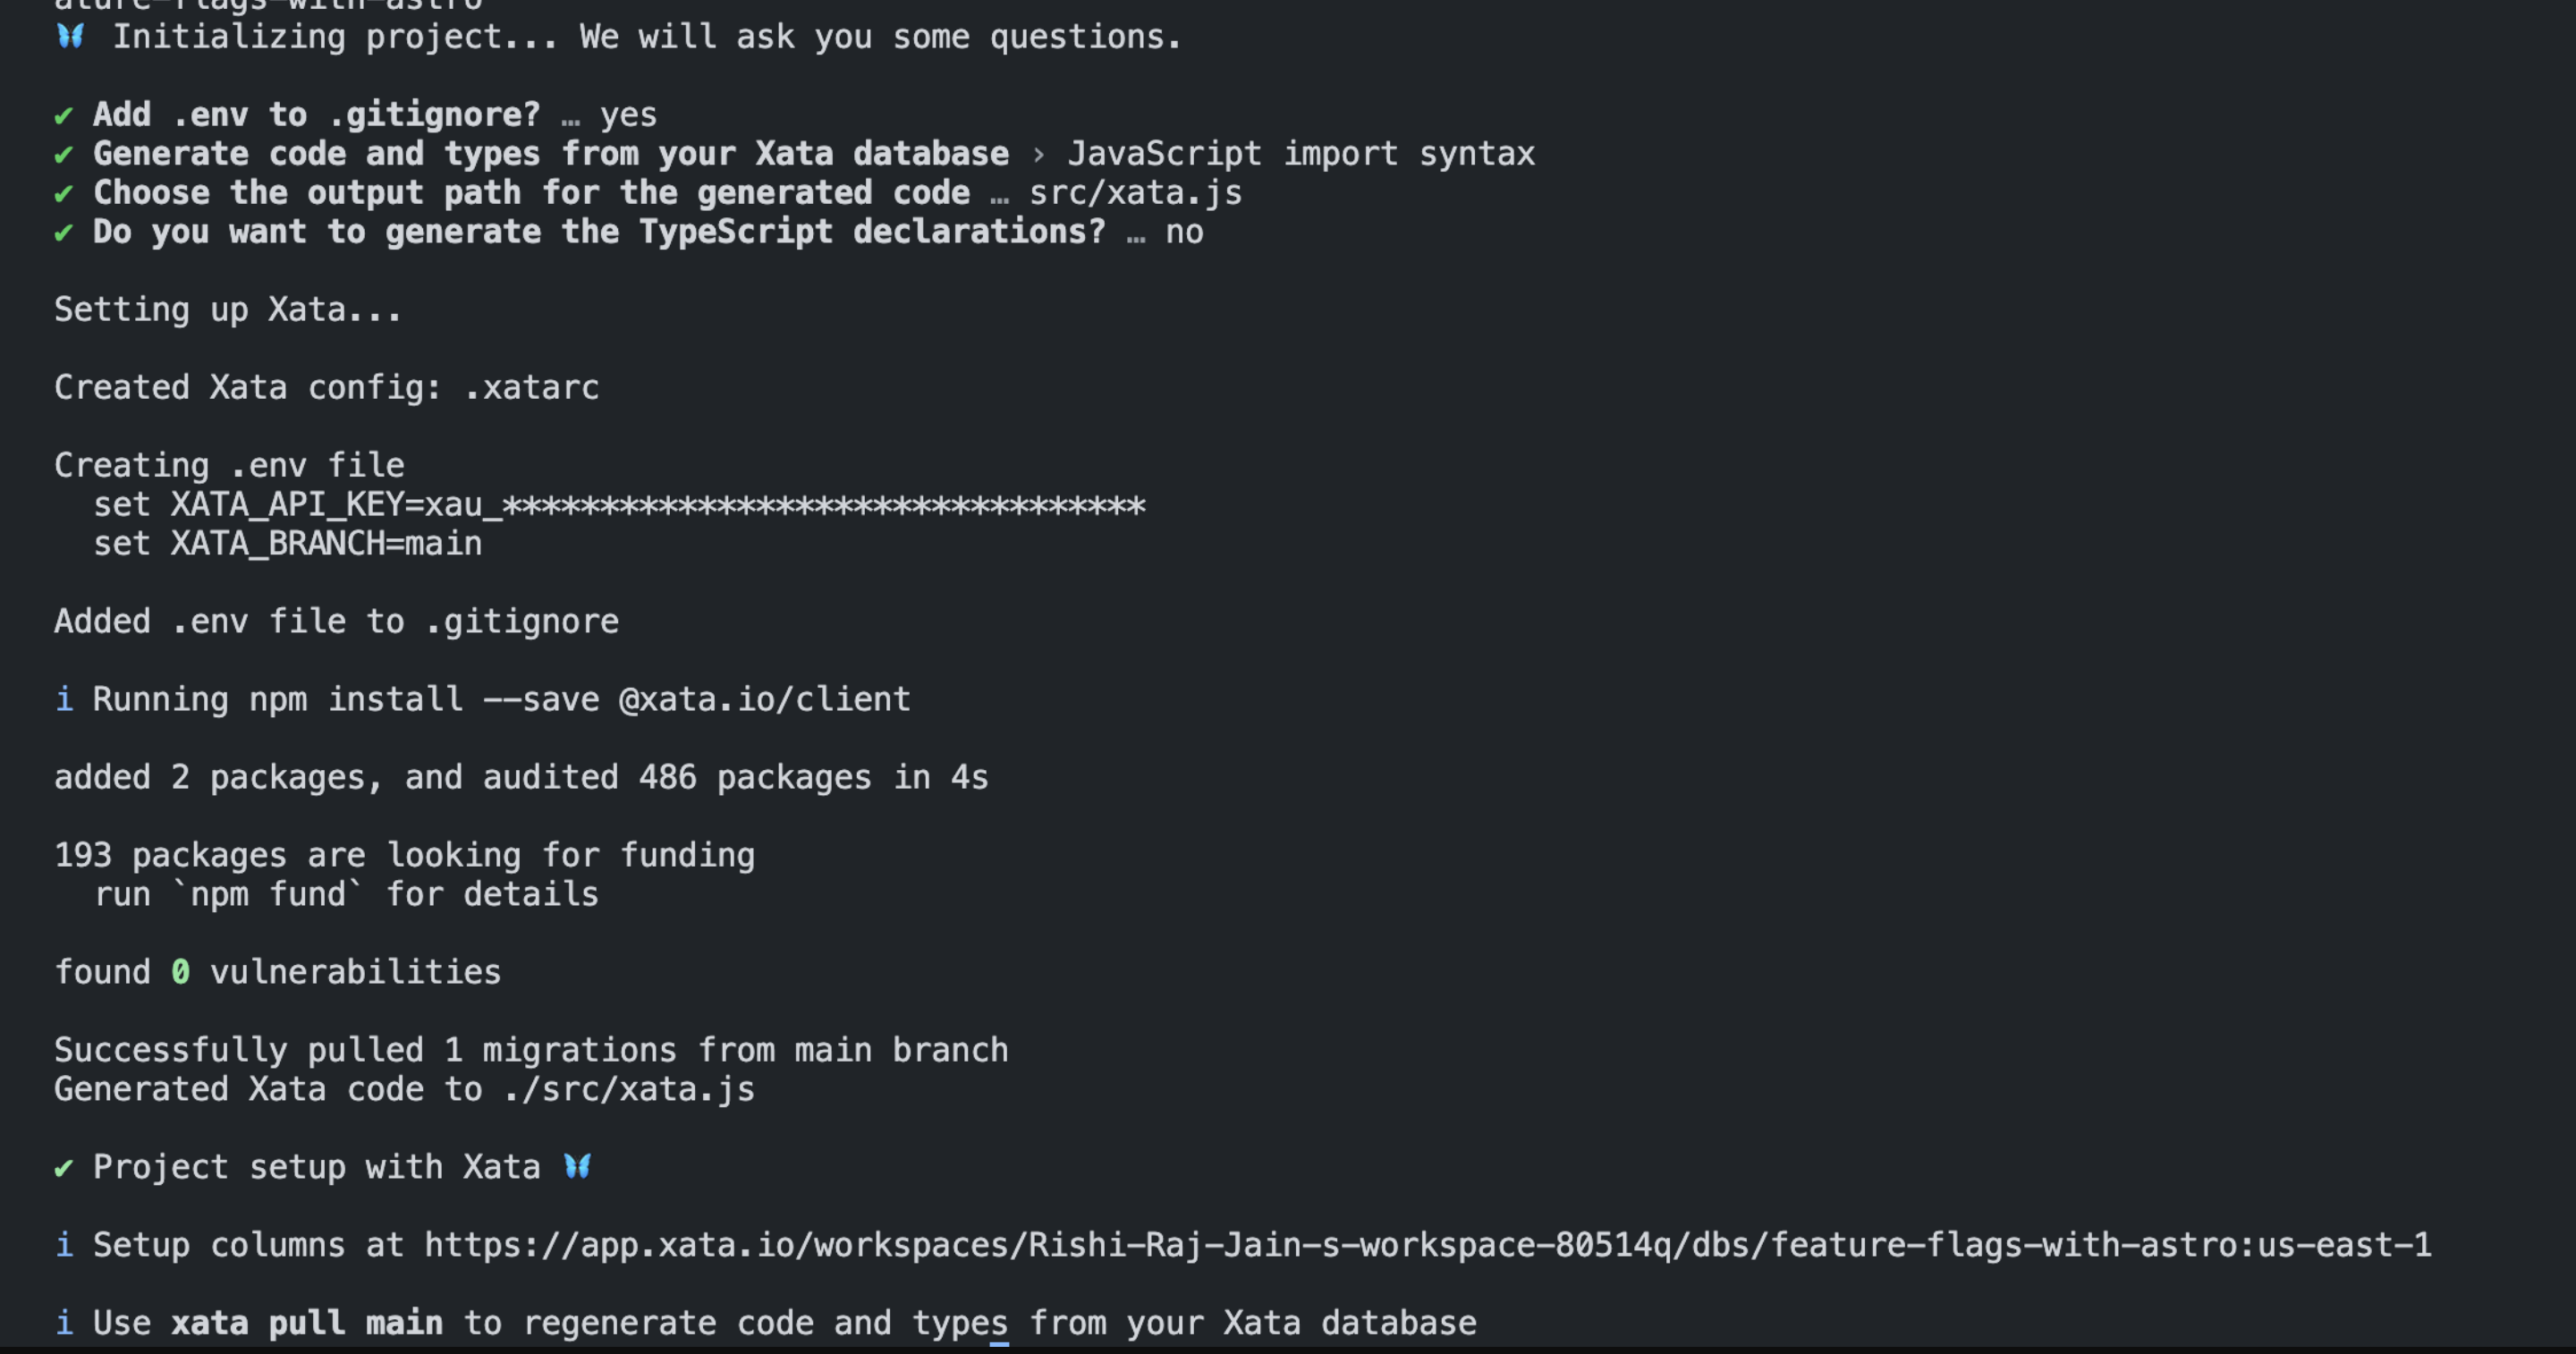 ature-flags-with-astro
🦋 Initializing project... We will ask you some questions.
✔ Add .env to .gitignore? … yes
✔ Generate code and types from your Xata database › JavaScript import syntax
✔ Choose the output path for the generated code … src/xata.js
✔ Do you want to generate the TypeScript declarations? … no
Setting up Xata...
Created Xata config: .xatarc
Creating .env file
set XATA_API_KEY=xau_*********************************
set XATA_BRANCH=main
Added .env file to .gitignore
i Running npm install --save @xata.io/client
added 2 packages, and audited 486 packages in 4s
193 packages are looking for funding
run `npm fund` for details
found 0 vulnerabilities
Successfully pulled 1 migrations from main branch
Generated Xata code to ./src/xata.js
✔ Project setup with Xata 🦋
i Setup columns at https://app.xata.io/workspaces/Rishi-Raj-Jain-s-workspace-80514q/dbs/feature-flags-with-astro:us-east-1
i Use xata pull main to regenerate code and types from your Xata database